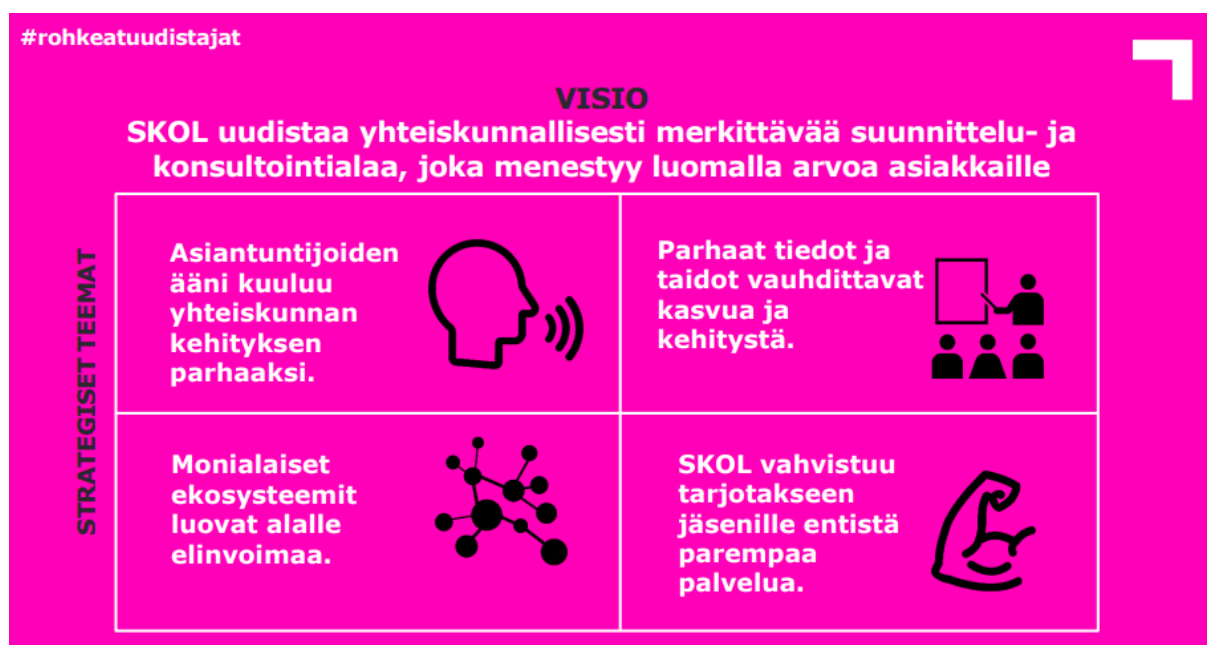 #rohkeatuudistajat
VISIO
SKOL uudistaa yhteiskunnallisesti merkittävää suunnittelu- ja
konsultointialaa, joka menestyy luomalla arvoa asiakkaille
STRATEGISET TEEMAT
Asiantuntijoiden
ääni kuuluu
yhteiskunnan
kehityksen
parhaaksi.
Parhaat tiedot ja
taidot vauhdittavat
kasvua ja
kehitystä.
Monialaiset
ekosysteemit
luovat alalle
elinvoimaa.
SKOL vahvistuu
tarjotakseen
jäsenille entistä
parempaa
palvelua.